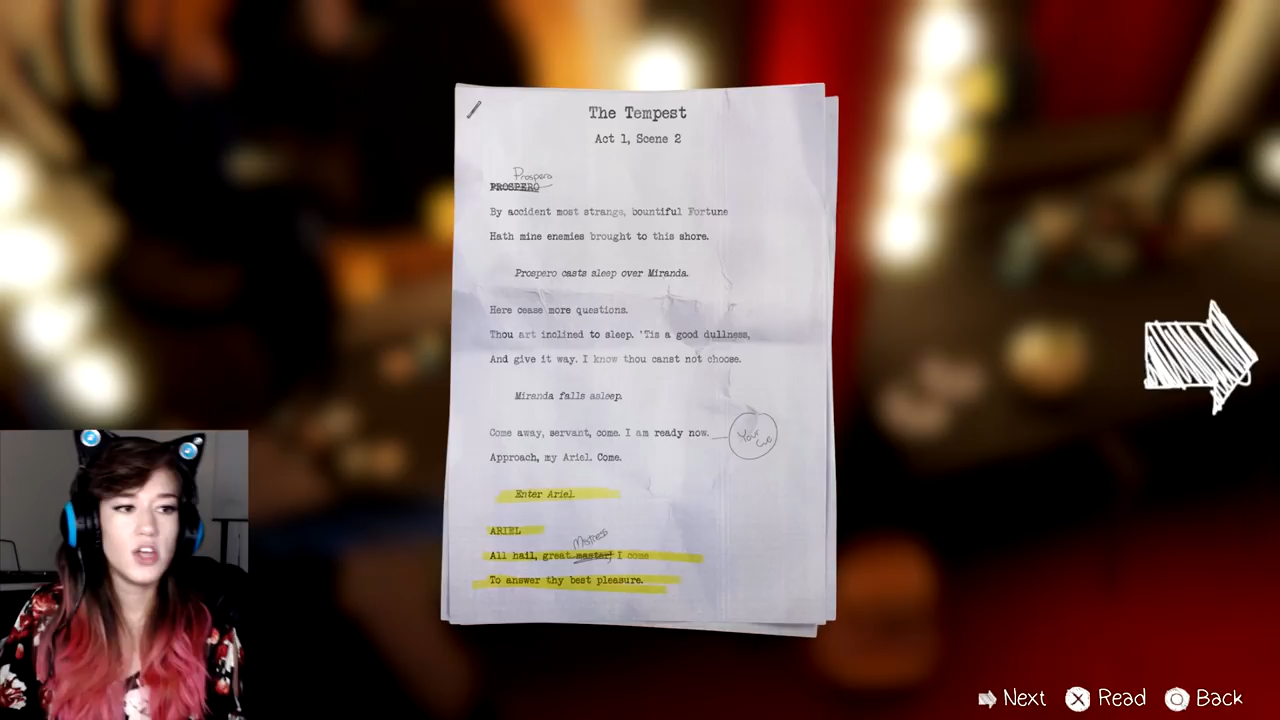 The Tempest
Act 1, Scene 2
Prospero
PROSPERO
By accident most strange, bountiful Fortune
Hath mine enemies brought to this shore.
Prospero casts sleep over Miranda.
Here cease more questions.
Thou art inclined to sleep. 'Tis a good dullness,
And give it way. I know thou canst not choose.
Miranda falls asleep.
Come away, servant, come. I am ready now.
Your cue
Approach, my Ariel. Come.
Enter Ariel.
ARIEL
Mistress
All hail, great master, I come
To answer thy best pleasure.
Next Read Back